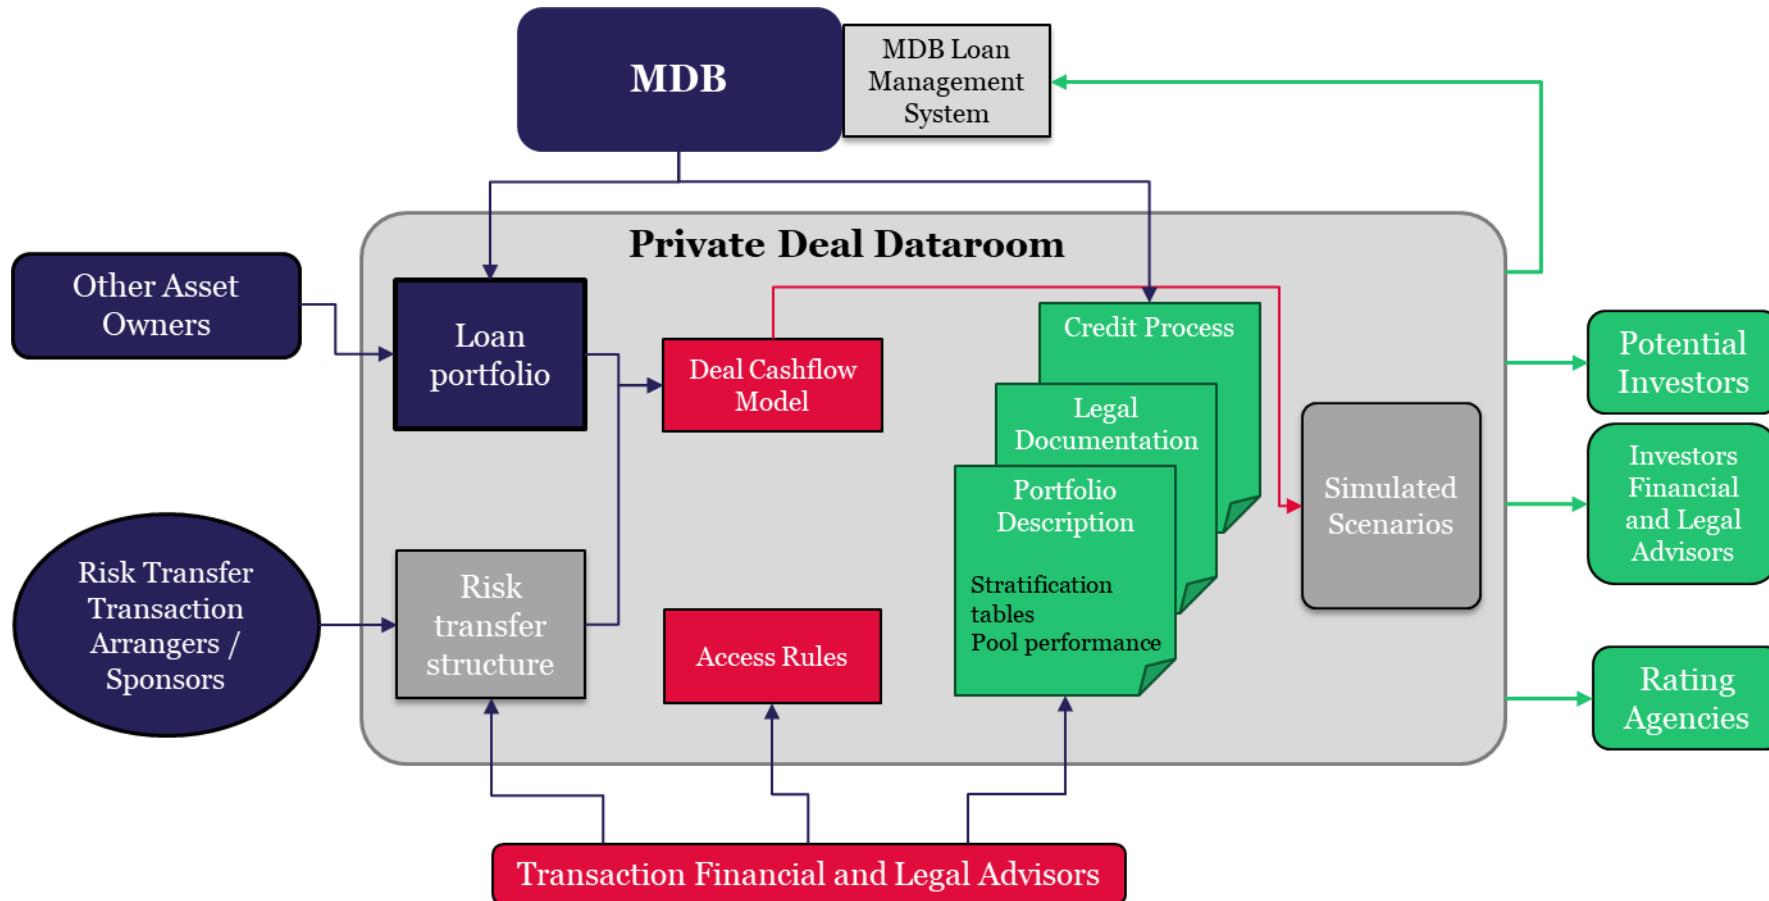 MDB
MDB Loan
Management
System
Private Deal Dataroom
Other Asset
Owners
Loan
portfolio
Deal Cashflow
Model
Credit Process
Legal
Documentation
Portfolio
Description
Stratification
tables
Pool performance
Simulated
Scenarios
Potential
Investors
Investors
Financial
and Legal
Advisors
Risk Transfer
Transaction
Arrangers /
Sponsors
Risk
transfer
structure
Access Rules
Rating
Agencies
Transaction Financial and Legal Advisors